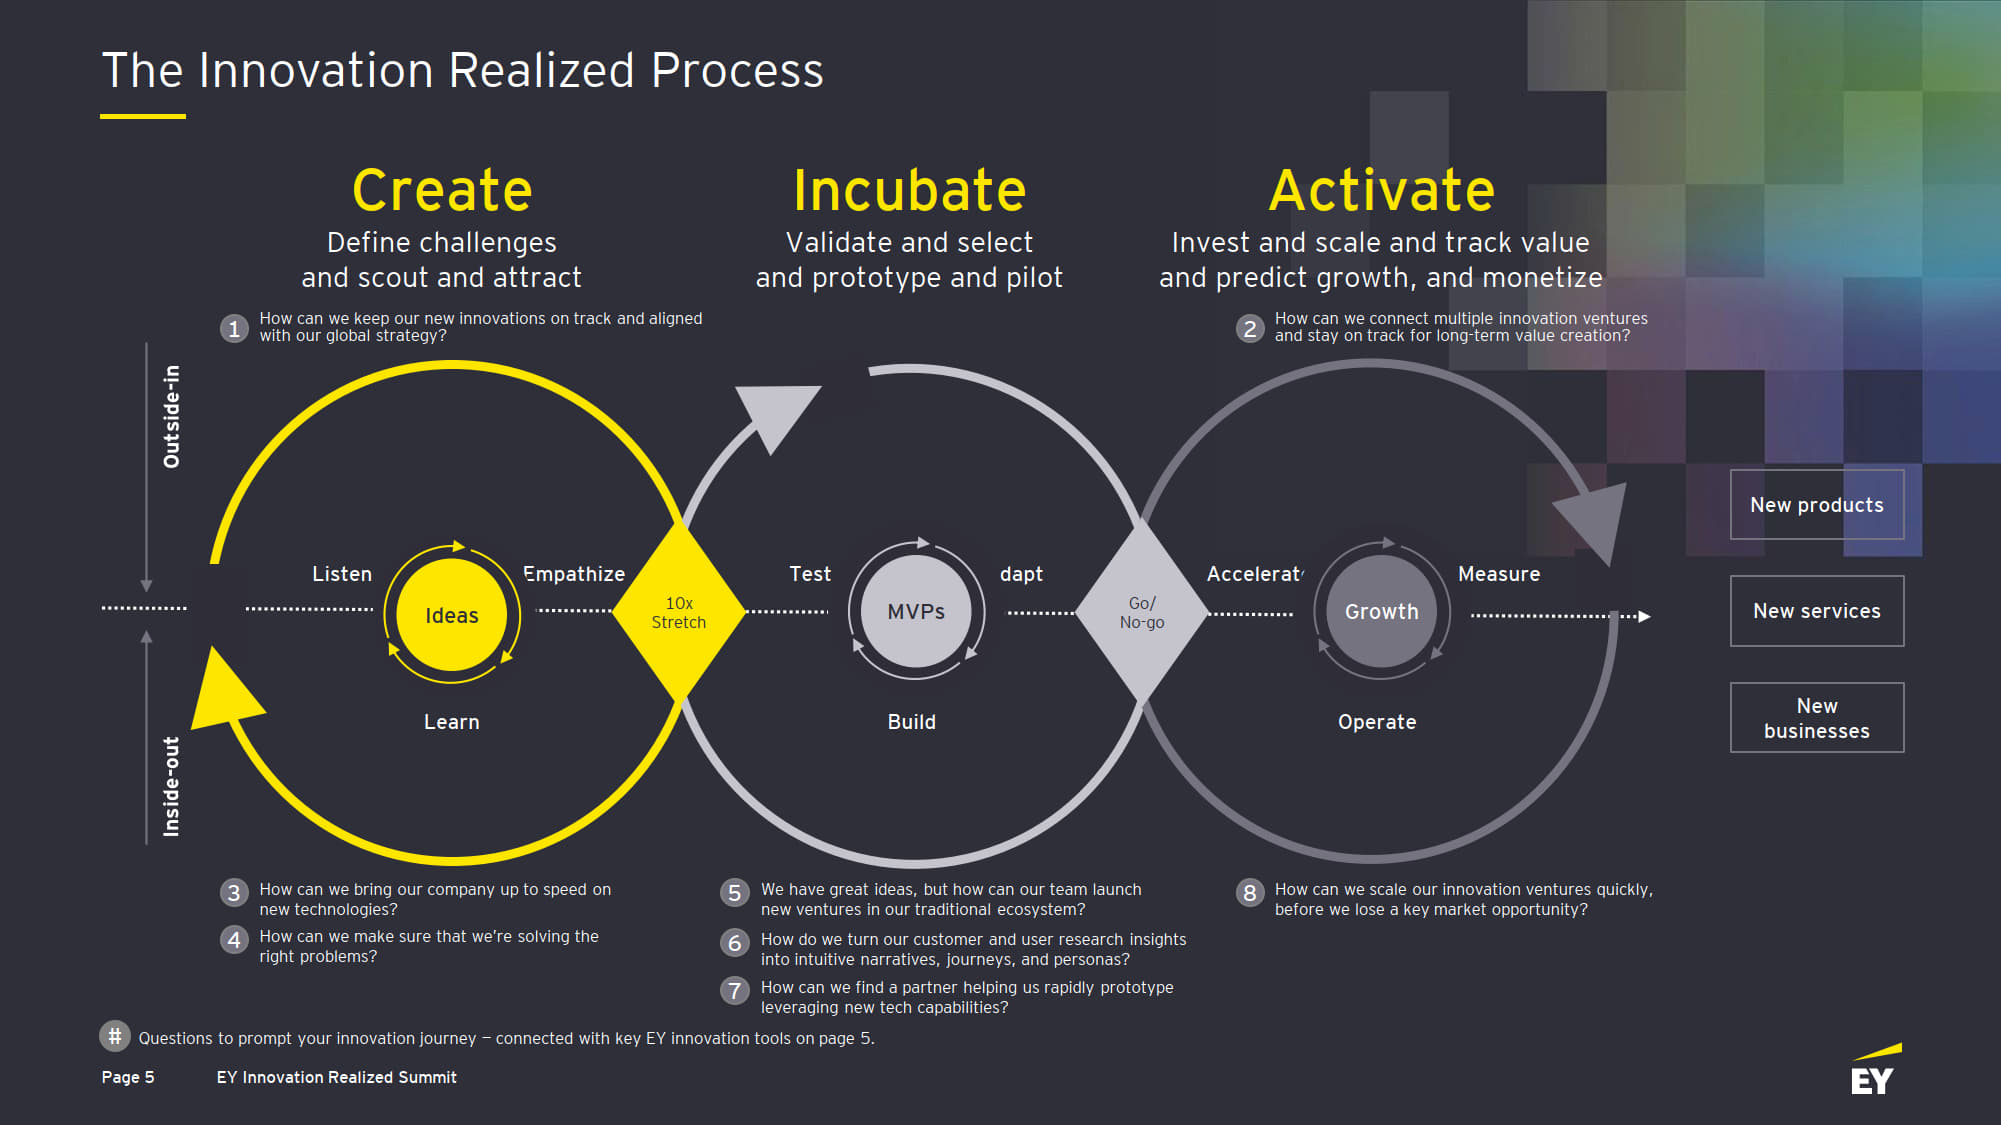 The Innovation Realized Process
Create
Define challenges
and scout and attract
Incubate
Validate and select
and prototype and pilot
Activate
Invest and scale and track value
and predict growth, and monetize
1
How can we keep our new innovations on track and aligned
with our global strategy?
2
How can we connect multiple innovation ventures
and stay on track for long-term value creation?
Outside-in
Inside-out
Listen
Ideas
Empathize
Learn
10x
Stretch
Test
MVPs
dapt
Build
Go/
No-go
Accelerat
Growth
Measure
Operate
New products
New services
New
businesses
3
How can we bring our company up to speed on
new technologies?
4
How can we make sure that we’re solving the
right problems?
5
We have great ideas, but how can our team launch
new ventures in our traditional ecosystem?
6
How do we turn our customer and user research insights
into intuitive narratives, journeys, and personas?
7
How can we find a partner helping us rapidly prototype
leveraging new tech capabilities?
8
How can we scale our innovation ventures quickly,
before we lose a key market opportunity?
# Questions to prompt your innovation journey – connected with key EY innovation tools on page 5.
Page 5 EY Innovation Realized Summit
EY